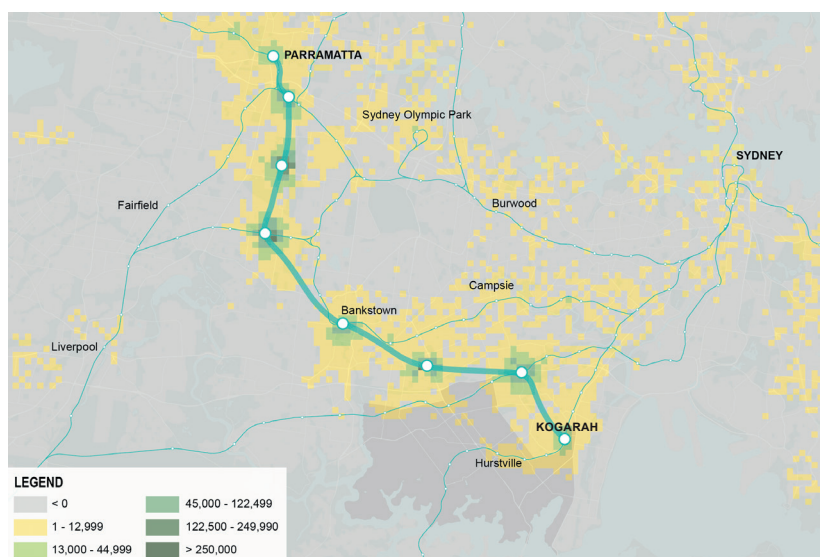 PARRAMATTA
Sydney Olympic Park
SYDNEY
Fairfield
Burwood
Campsie
Bankstown
Liverpool
KOGARAH
Hurstville
LEGEND
< 0
1 - 12,999
13,000 - 44,999
45,000 - 122,499
122,500 - 249,990
> 250,000